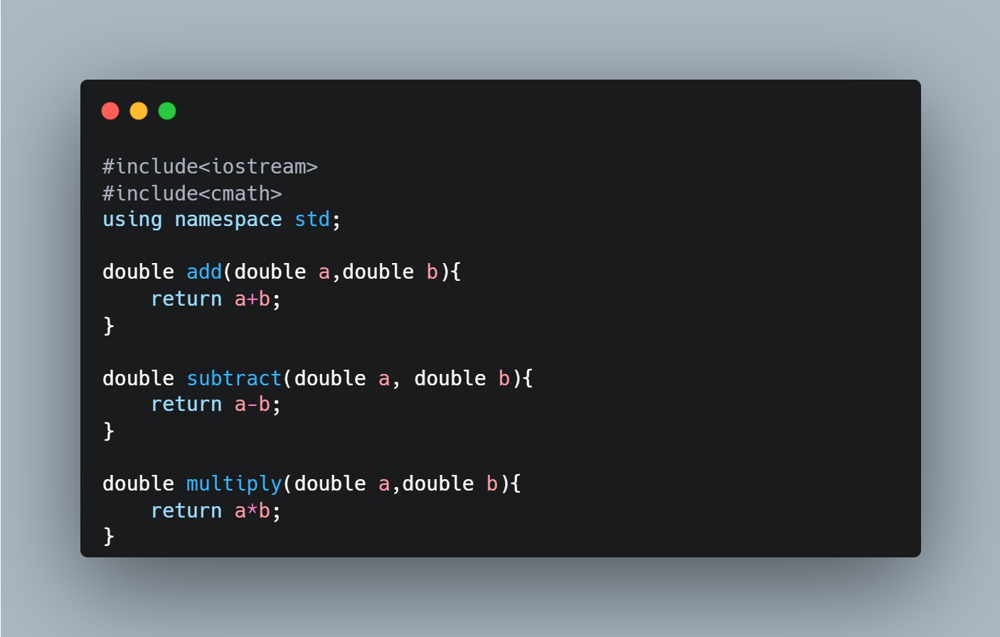 #include<iostream>
#include<cmath>
using namespace std;
double add(double a,double b){
    return a+b;
}
double subtract(double a, double b){
    return a-b;
}
double multiply(double a,double b){
    return a*b;
}